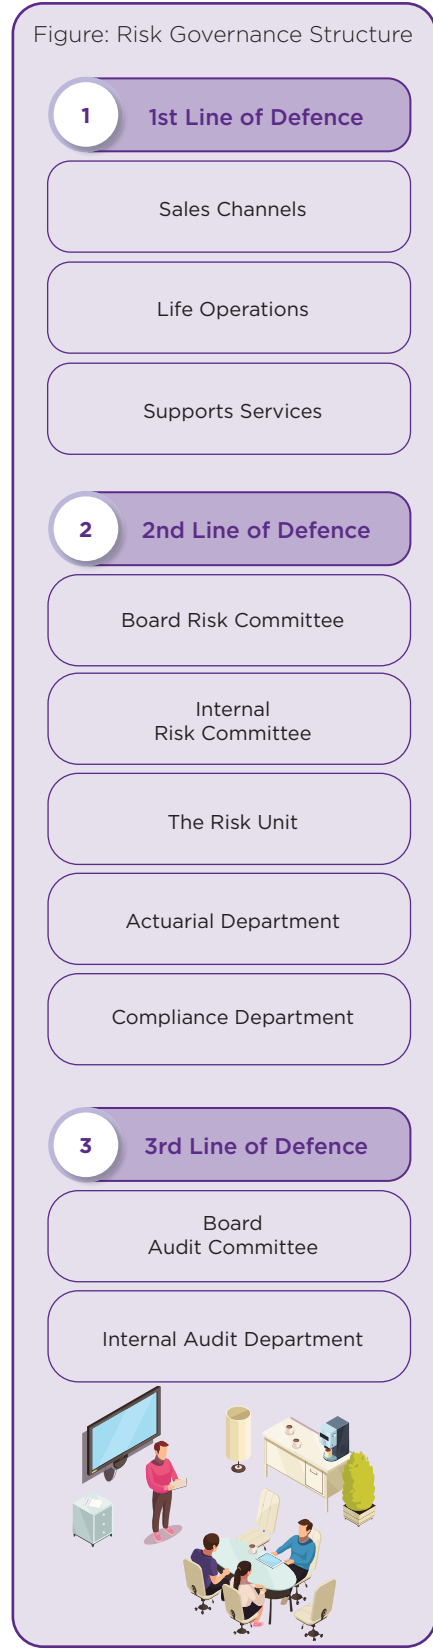 Figure: Risk Governance Structure
1
1st Line of Defence
Sales Channels
Life Operations
Supports Services
2
2nd Line of Defence
Board Risk Committee
Internal
Risk Committee
The Risk Unit
Actuarial Department
Compliance Department
3
3rd Line of Defence
Board
Audit Committee
Internal Audit Department